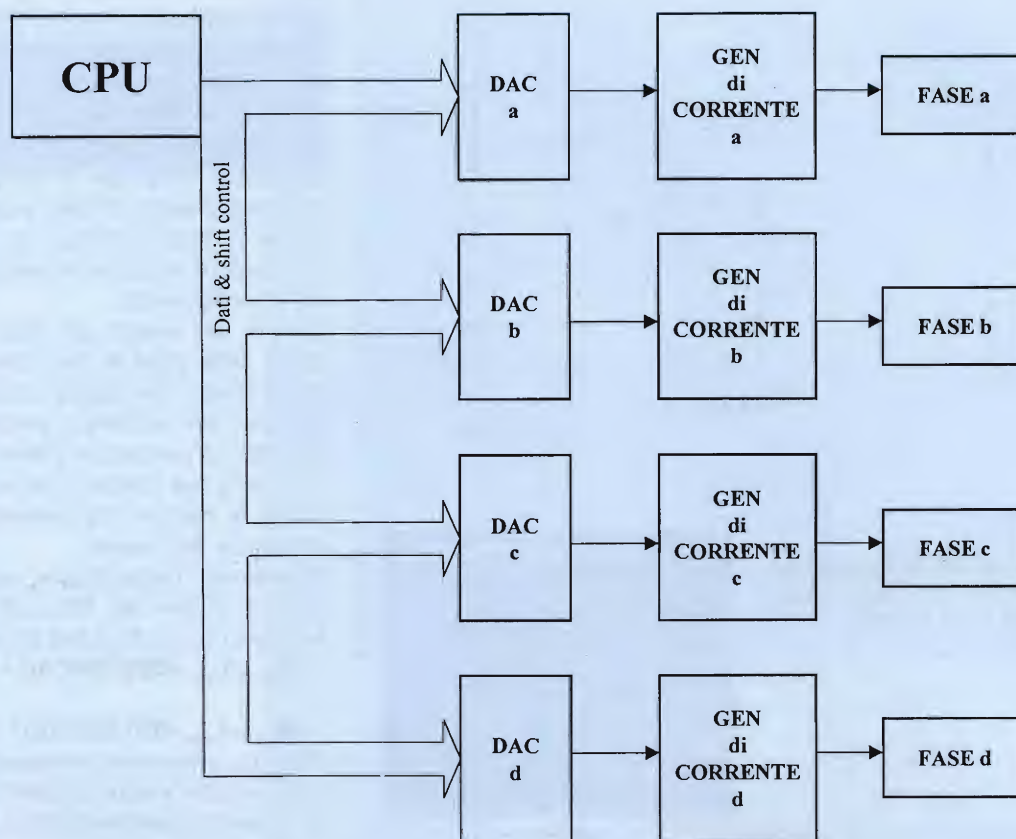 CPU
Dati & shift control
DAC
a
GEN
di
CORRENTE
a
FASE a
DAC
b
GEN
di
CORRENTE
b
FASE b
DAC
c
GEN
di
CORRENTE
c
FASE c
DAC
d
GEN
di
CORRENTE
d
FASE d